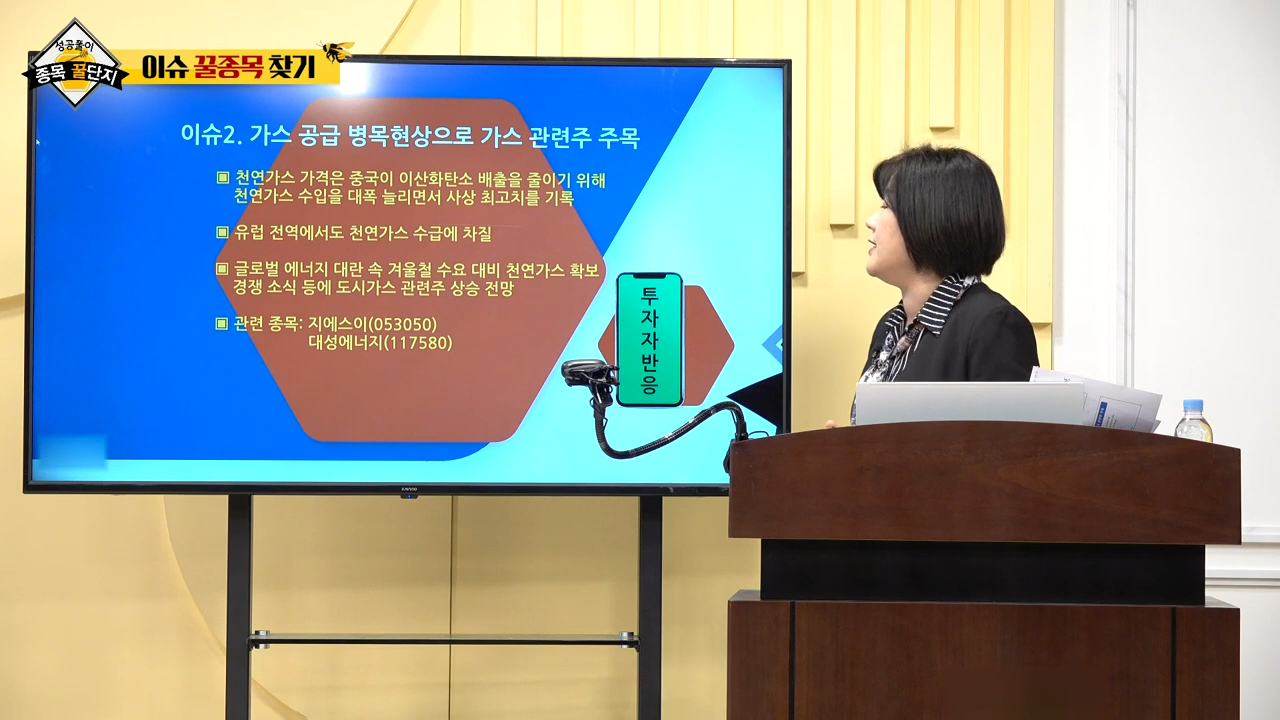 성공풀이
종목 꿀단지
이슈 꿀종목 찾기
이슈2. 가스 공급 병목현상으로 가스 관련주 주목
▣ 천연가스 가격은 중국이 이산화탄소 배출을 줄이기 위해
천연가스 수입을 대폭 늘리면서 사상 최고치를 기록
▣ 유럽 전역에서도 천연가스 수급에 차질
▣ 글로벌 에너지 대란 속 겨울철 수요 대비 천연가스 확보
경쟁 소식 등에 도시가스 관련주 상승 전망
▣ 관련 종목: 지에스이(053050)
대성에너지(117580)
투
자
자
반
응